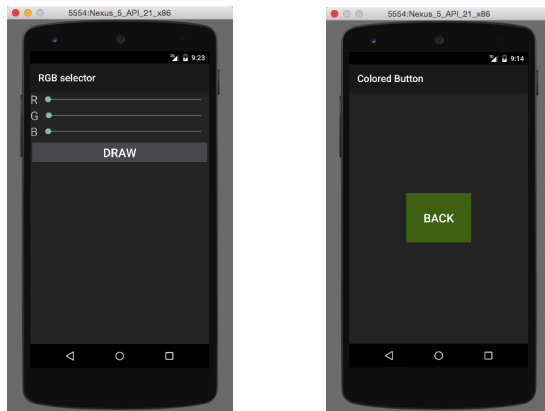 5554:Nexus_5_API_21_x86
9:23
RGB selector
R
G
B
DRAW
5554:Nexus_5_API_21_x86
9:14
Colored Button
BACK